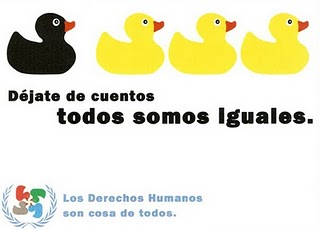 Déjate de cuentos
todos somos Iguales.
Los Derechos Humanos
son cosa de todos.